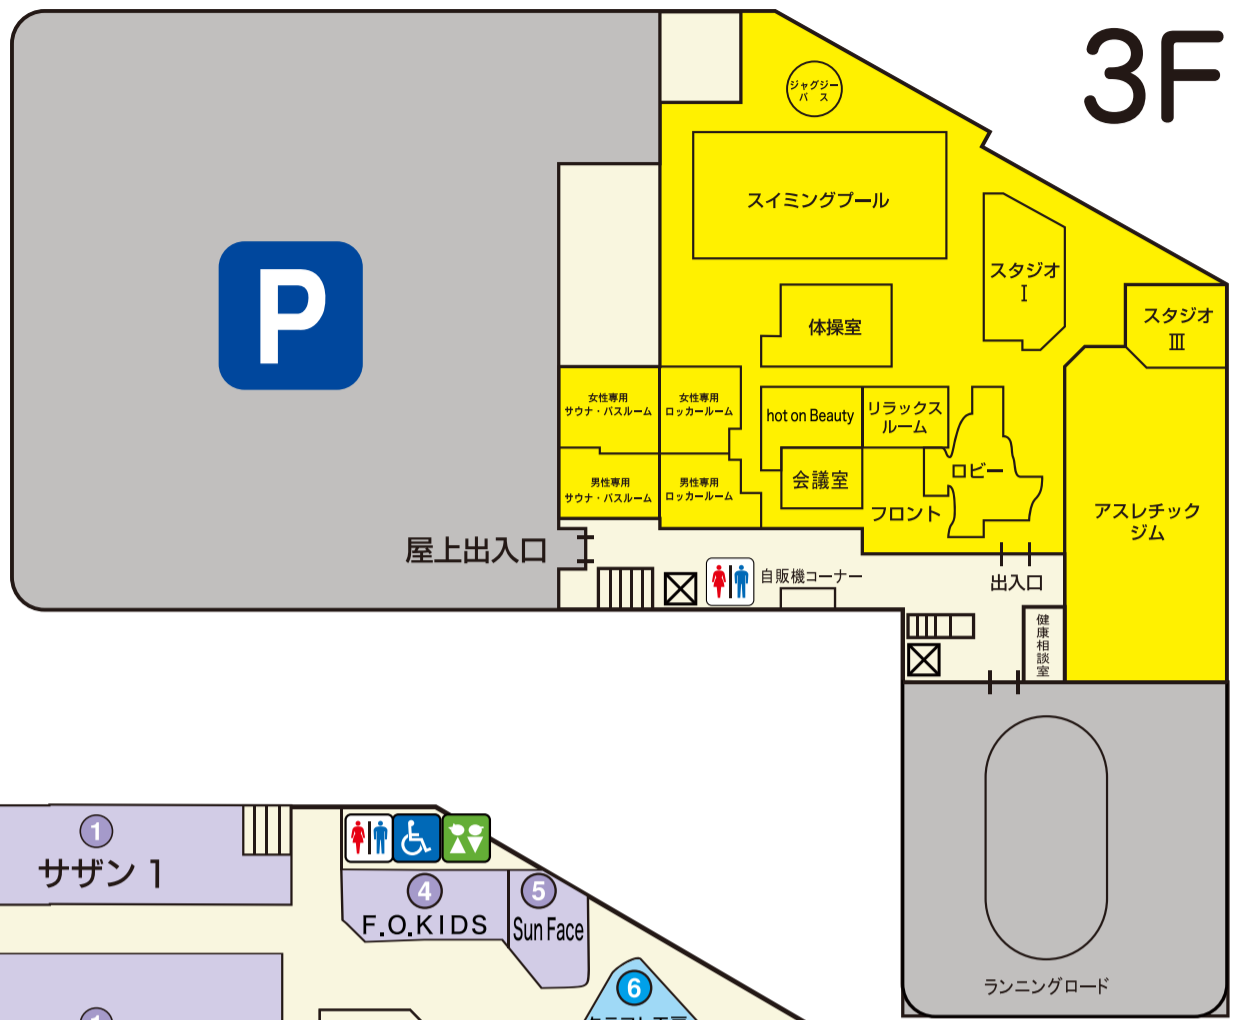 3F
ジャグジー
バス
スイミングプール
スタジオ
I
スタジオ
III
体操室
P
女性専用
サウナ・バスルーム
女性専用
ロッカールーム
hot on Beauty
リラックス
ルーム
ロビー
男性専用
サウナ・バスルーム
男性専用
ロッカールーム
会議室
フロント
アスレチック
ジム
屋上出入口
自販機コーナー
出入口
健康相談室
ランニングロード
1
サザン 1
4
F.O.KIDS
5
Sun Face
6
1